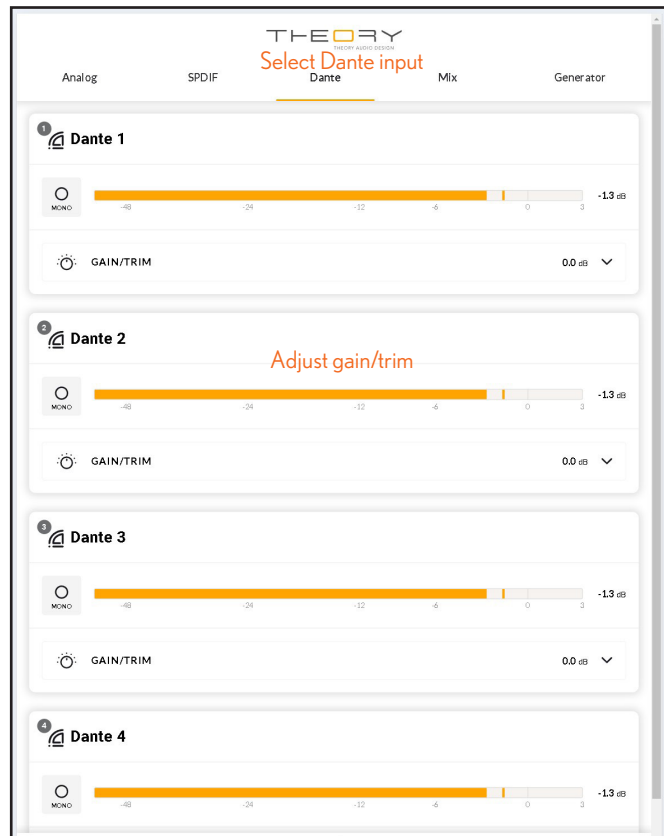 THEORY
THEORY AUDIO DESIGN
Select Dante input
Analog SPDIF Dante Mix Generator
1 Dante 1
MONO -48 -24 -12 -6 0 3 -1.3 dB
GAIN/TRIM 0.0 dB
2 Dante 2
Adjust gain/trim
MONO -48 -24 -12 -6 0 3 -1.3 dB
GAIN/TRIM 0.0 dB
3 Dante 3
MONO -48 -24 -12 -6 0 3 -1.3 dB
GAIN/TRIM 0.0 dB
4 Dante 4
MONO -48 -24 -12 -6 0 3 -1.3 dB